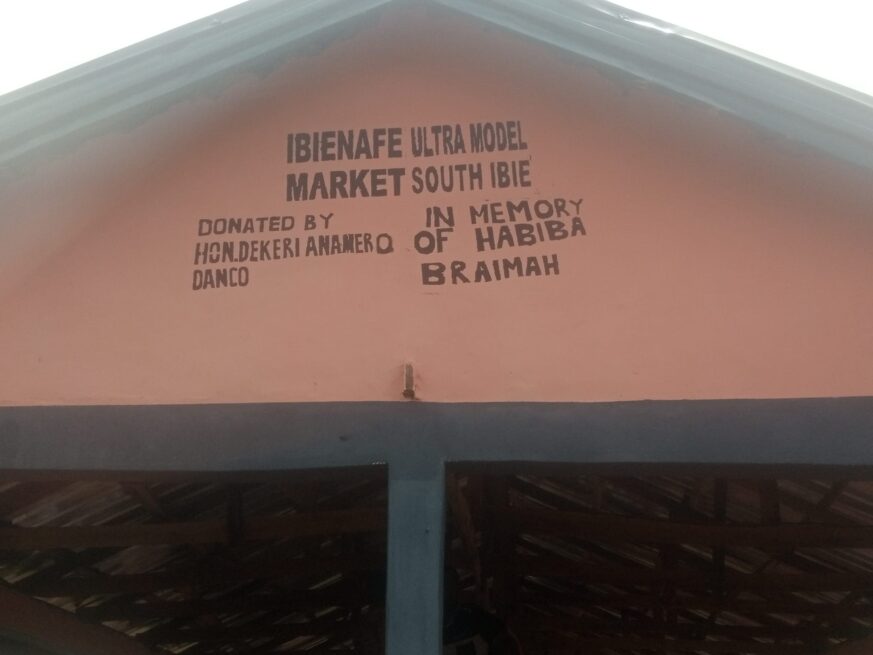 IBIENAFE ULTRA MODEL
MARKET SOUTH IBIE
DONATED BY
HON.DEKERI ANAMERO
DANCO
IN MEMORY
OF HABIBA
BRAIMAH